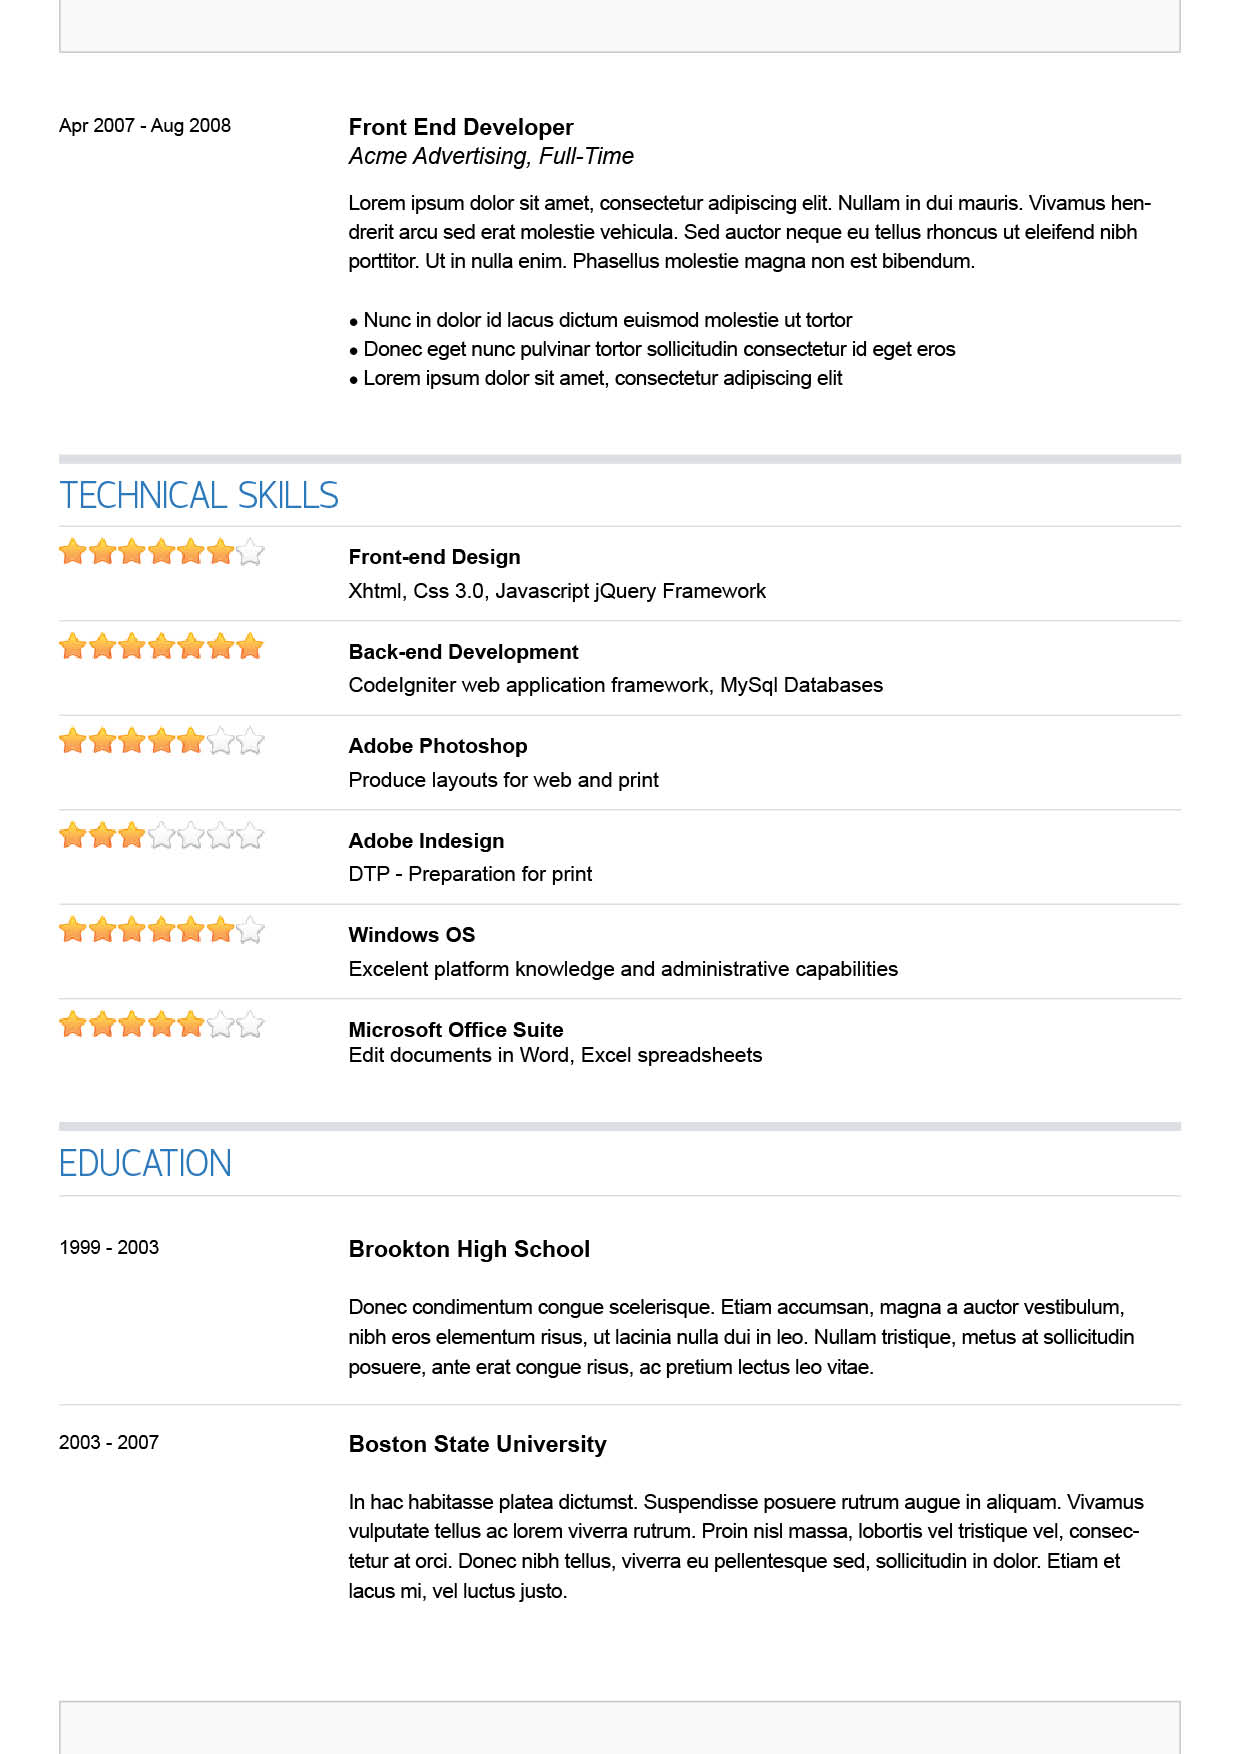 Apr 2007 - Aug 2008
Front End Developer
Acme Advertising, Full-Time
Lorem ipsum dolor sit amet, consectetur adipiscing elit. Nullam in dui mauris. Vivamus hen-
drerit arcu sed erat molestie vehicula. Sed auctor neque eu tellus rhoncus ut eleifend nibh
porttitor. Ut in nulla enim. Phasellus molestie magna non est bibendum.
• Nunc in dolor id lacus dictum euismod molestie ut tortor
• Donec eget nunc pulvinar tortor sollicitudin consectetur id eget eros
• Lorem ipsum dolor sit amet, consectetur adipiscing elit
TECHNICAL SKILLS
Front-end Design
Xhtml, Css 3.0, Javascript jQuery Framework
Back-end Development
CodeIgniter web application framework, MySql Databases
Adobe Photoshop
Produce layouts for web and print
Adobe Indesign
DTP - Preparation for print
Windows OS
Excelent platform knowledge and administrative capabilities
Microsoft Office Suite
Edit documents in Word, Excel spreadsheets
EDUCATION
1999 - 2003
Brookton High School
Donec condimentum congue scelerisque. Etiam accumsan, magna a auctor vestibulum,
nibh eros elementum risus, ut lacinia nulla dui in leo. Nullam tristique, metus at sollicitudin
posuere, ante erat congue risus, ac pretium lectus leo vitae.
2003 - 2007
Boston State University
In hac habitasse platea dictumst. Suspendisse posuere rutrum augue in aliquam. Vivamus
vulputate tellus ac lorem viverra rutrum. Proin nisl massa, lobortis vel tristique vel, consec-
tetur at orci. Donec nibh tellus, viverra eu pellentesque sed, sollicitudin in dolor. Etiam et
lacus mi, vel luctus justo.